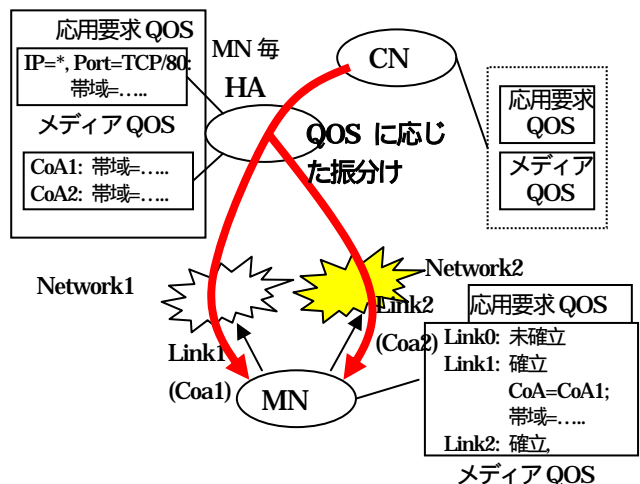 応用要求 QOS
IP=*, Port=TCP/80:
帯域=…..
メディア QOS
CoA1: 帯域=…..
CoA2: 帯域=…..
MN 毎
HA
CN
QOS に応じ
た振分け
応用要求
QOS
メディア
QOS
Network1
Network2
Link2
(Coa2)
Link1
(Coa1)
MN
応用要求 QOS
Link0: 未確立
Link1: 確立
CoA=CoA1;
帯域=…..
Link2: 確立,
メディア QOS